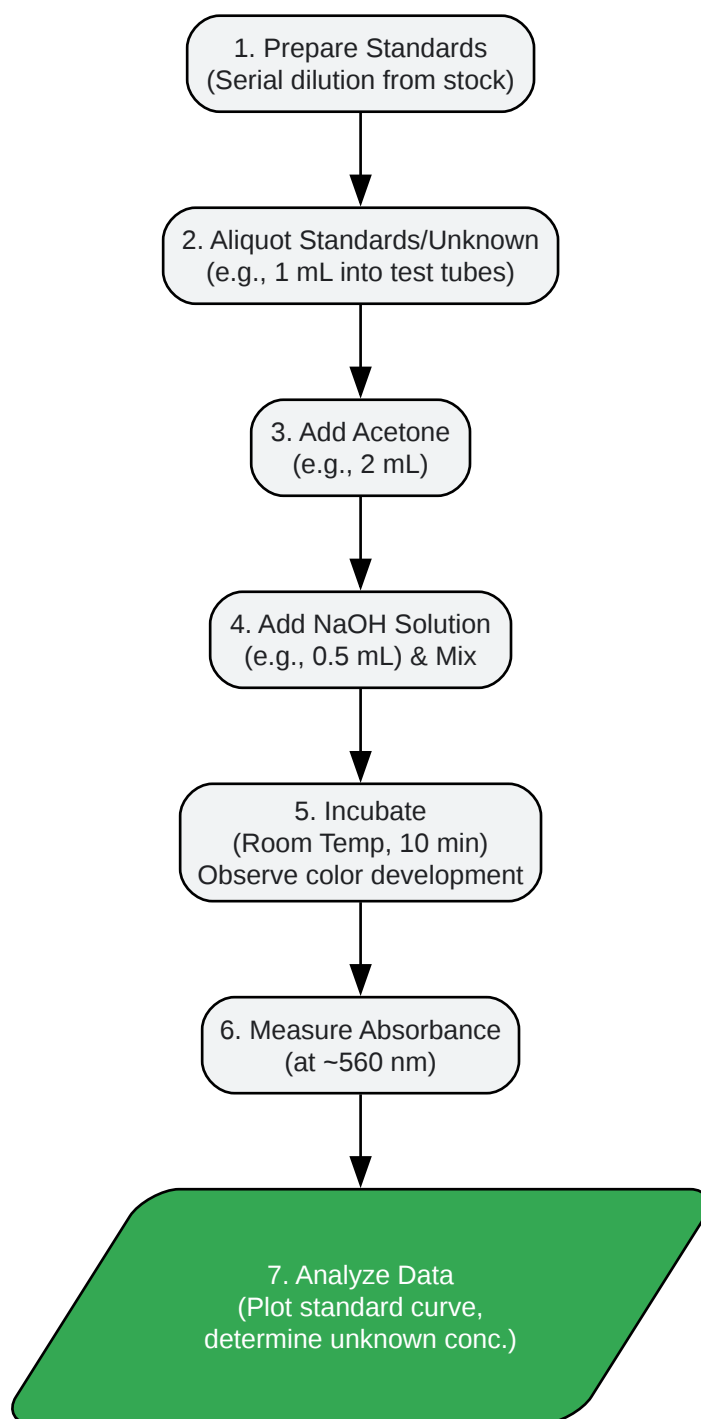 1. Prepare Standards
(Serial dilution from stock)
2. Aliquot Standards/Unknown
(e.g., 1 mL into test tubes)
3. Add Acetone
(e.g., 2 mL)
4. Add NaOH Solution
(e.g., 0.5 mL) & Mix
5. Incubate
(Room Temp, 10 min)
Observe color development
6. Measure Absorbance
(at ~560 nm)
7. Analyze Data
(Plot standard curve,
determine unknown conc.)